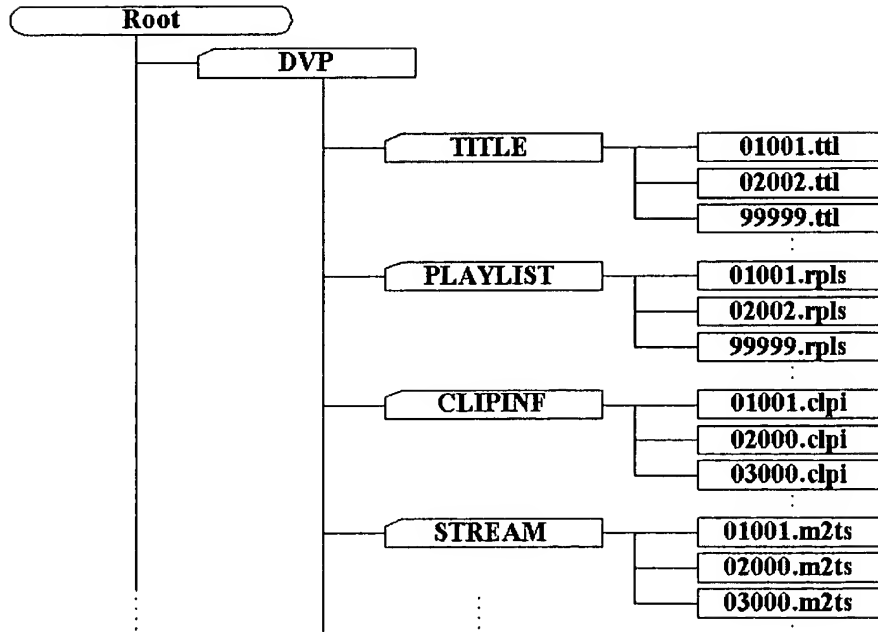 Root
DVP
TITLE
01001.ttl
02002.ttl
99999.ttl
PLAYLIST
01001.rpls
02002.rpls
99999.rpls
CLIPINF
01001.clpi
02000.clpi
03000.clpi
STREAM
01001.m2ts
02000.m2ts
03000.m2ts